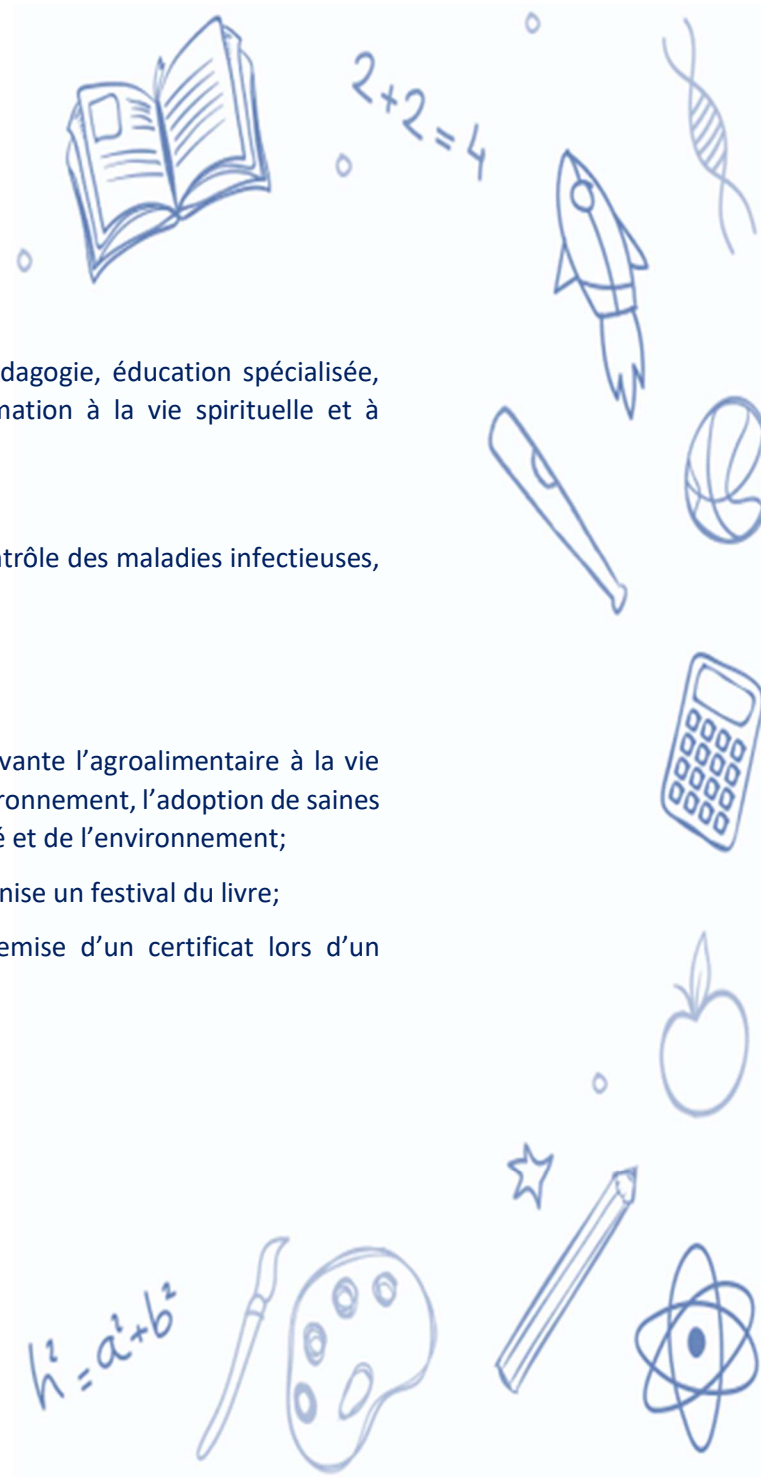 2+2=4
dagogie, éducation spécialisée,
mation à la vie spirituelle et à
trôle des maladies infectieuses,
vante l’agroalimentaire à la vie
ronnement, l’adoption de saines
é et de l’environnement;
nise un festival du livre;
emise d’un certificat lors d’un
h²=a²+b²